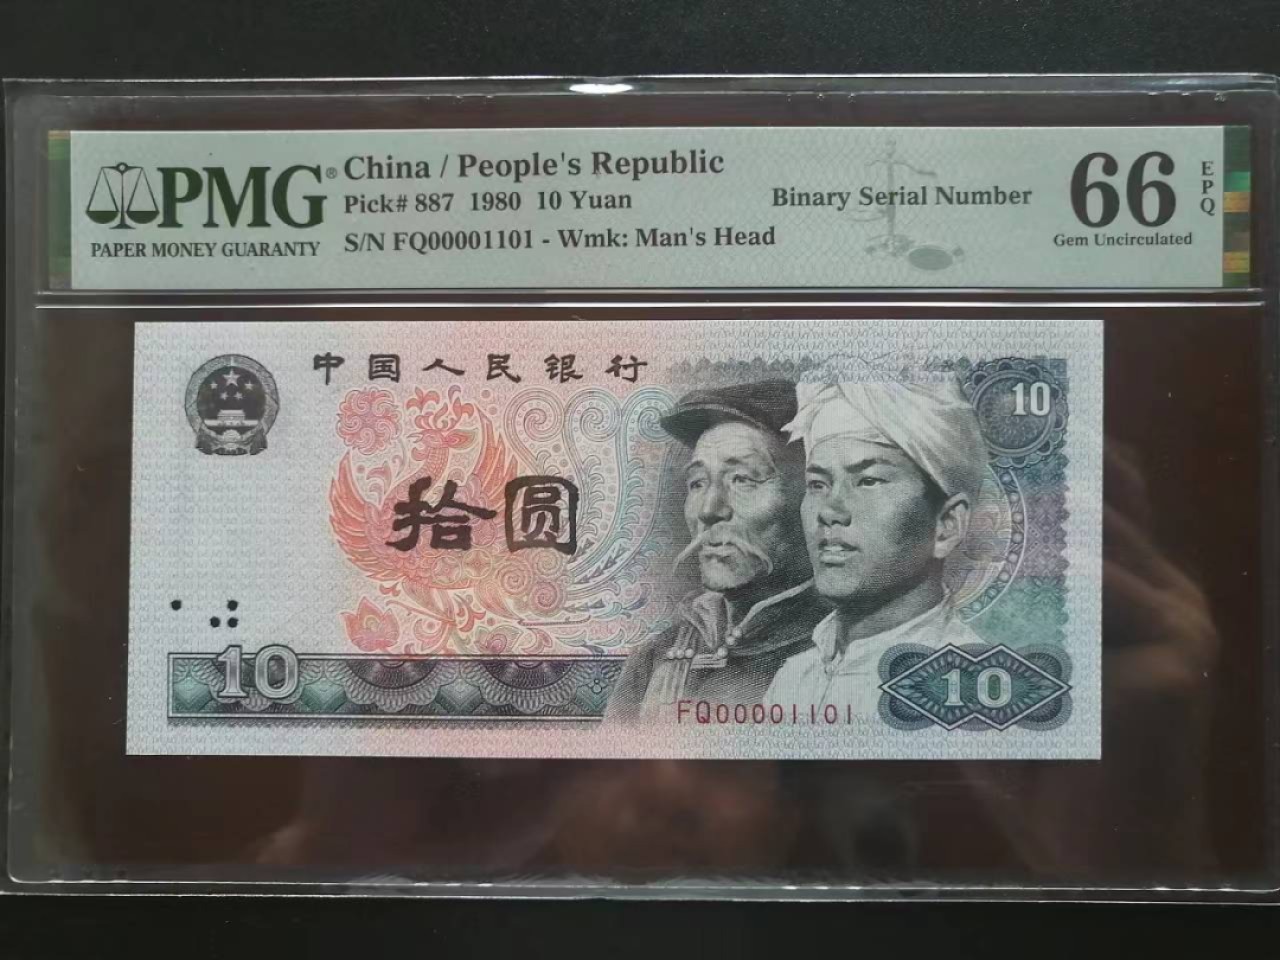 PMG®
PAPER MONEY GUARANTY
China / People's Republic
Pick# 887 1980 10 Yuan
S/N FQ00001101 - Wmk: Man's Head
Binary Serial Number
66
EPQ
Gem Uncirculated
中国人民银行
10
拾圆
10
10
FQ00001101